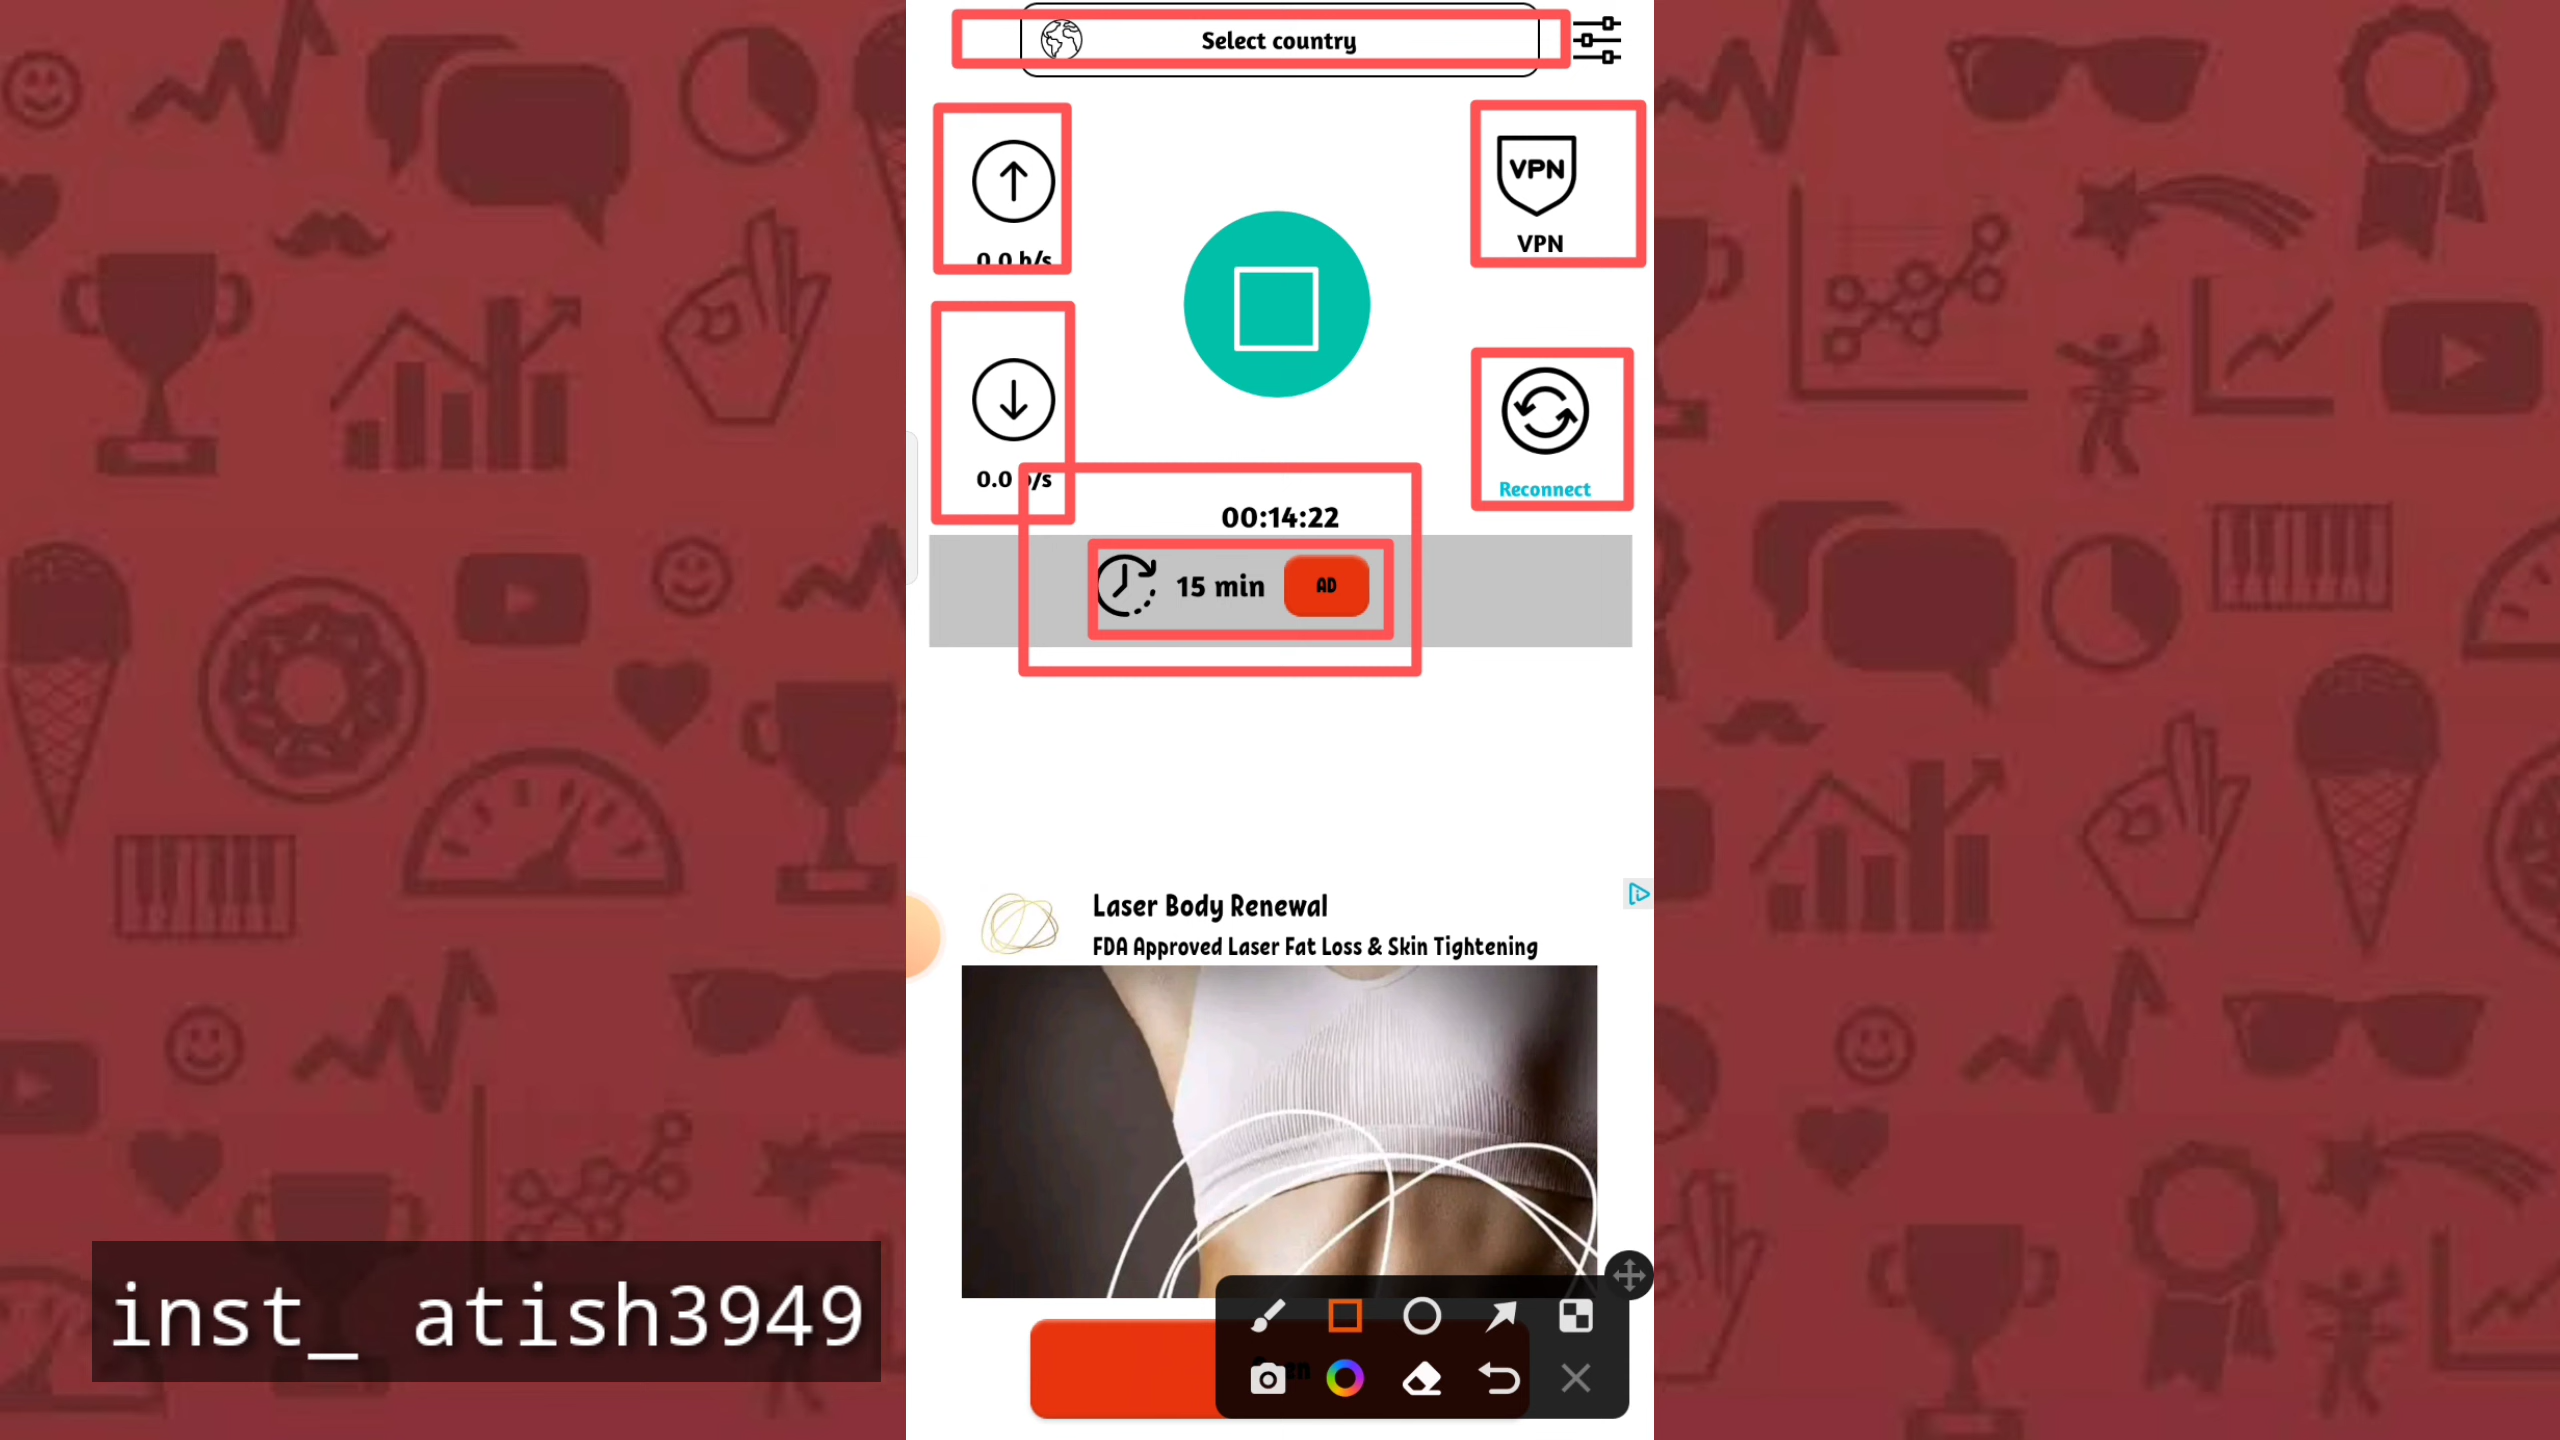 Select country
0.0 b/s
VPN
VPN
0.0 b/s
Reconnect
00:14:22
15 min
AD
Laser Body Renewal
FDA Approved Laser Fat Loss & Skin Tightening
inst_ atish3949